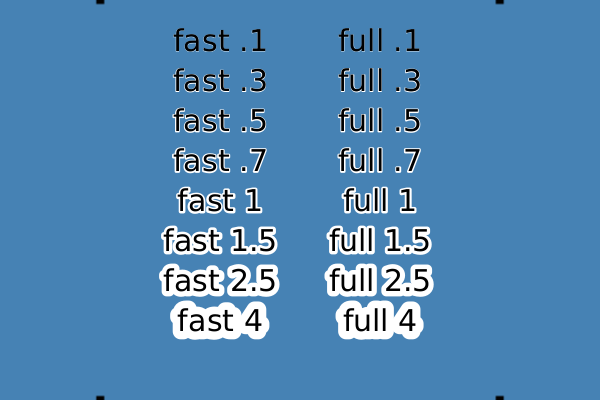 fast .1 full .1
fast .3 full .3
fast .5 full .5
fast .7 full .7
fast 1 full 1
fast 1.5 full 1.5
fast 2.5 full 2.5
fast 4 full 4